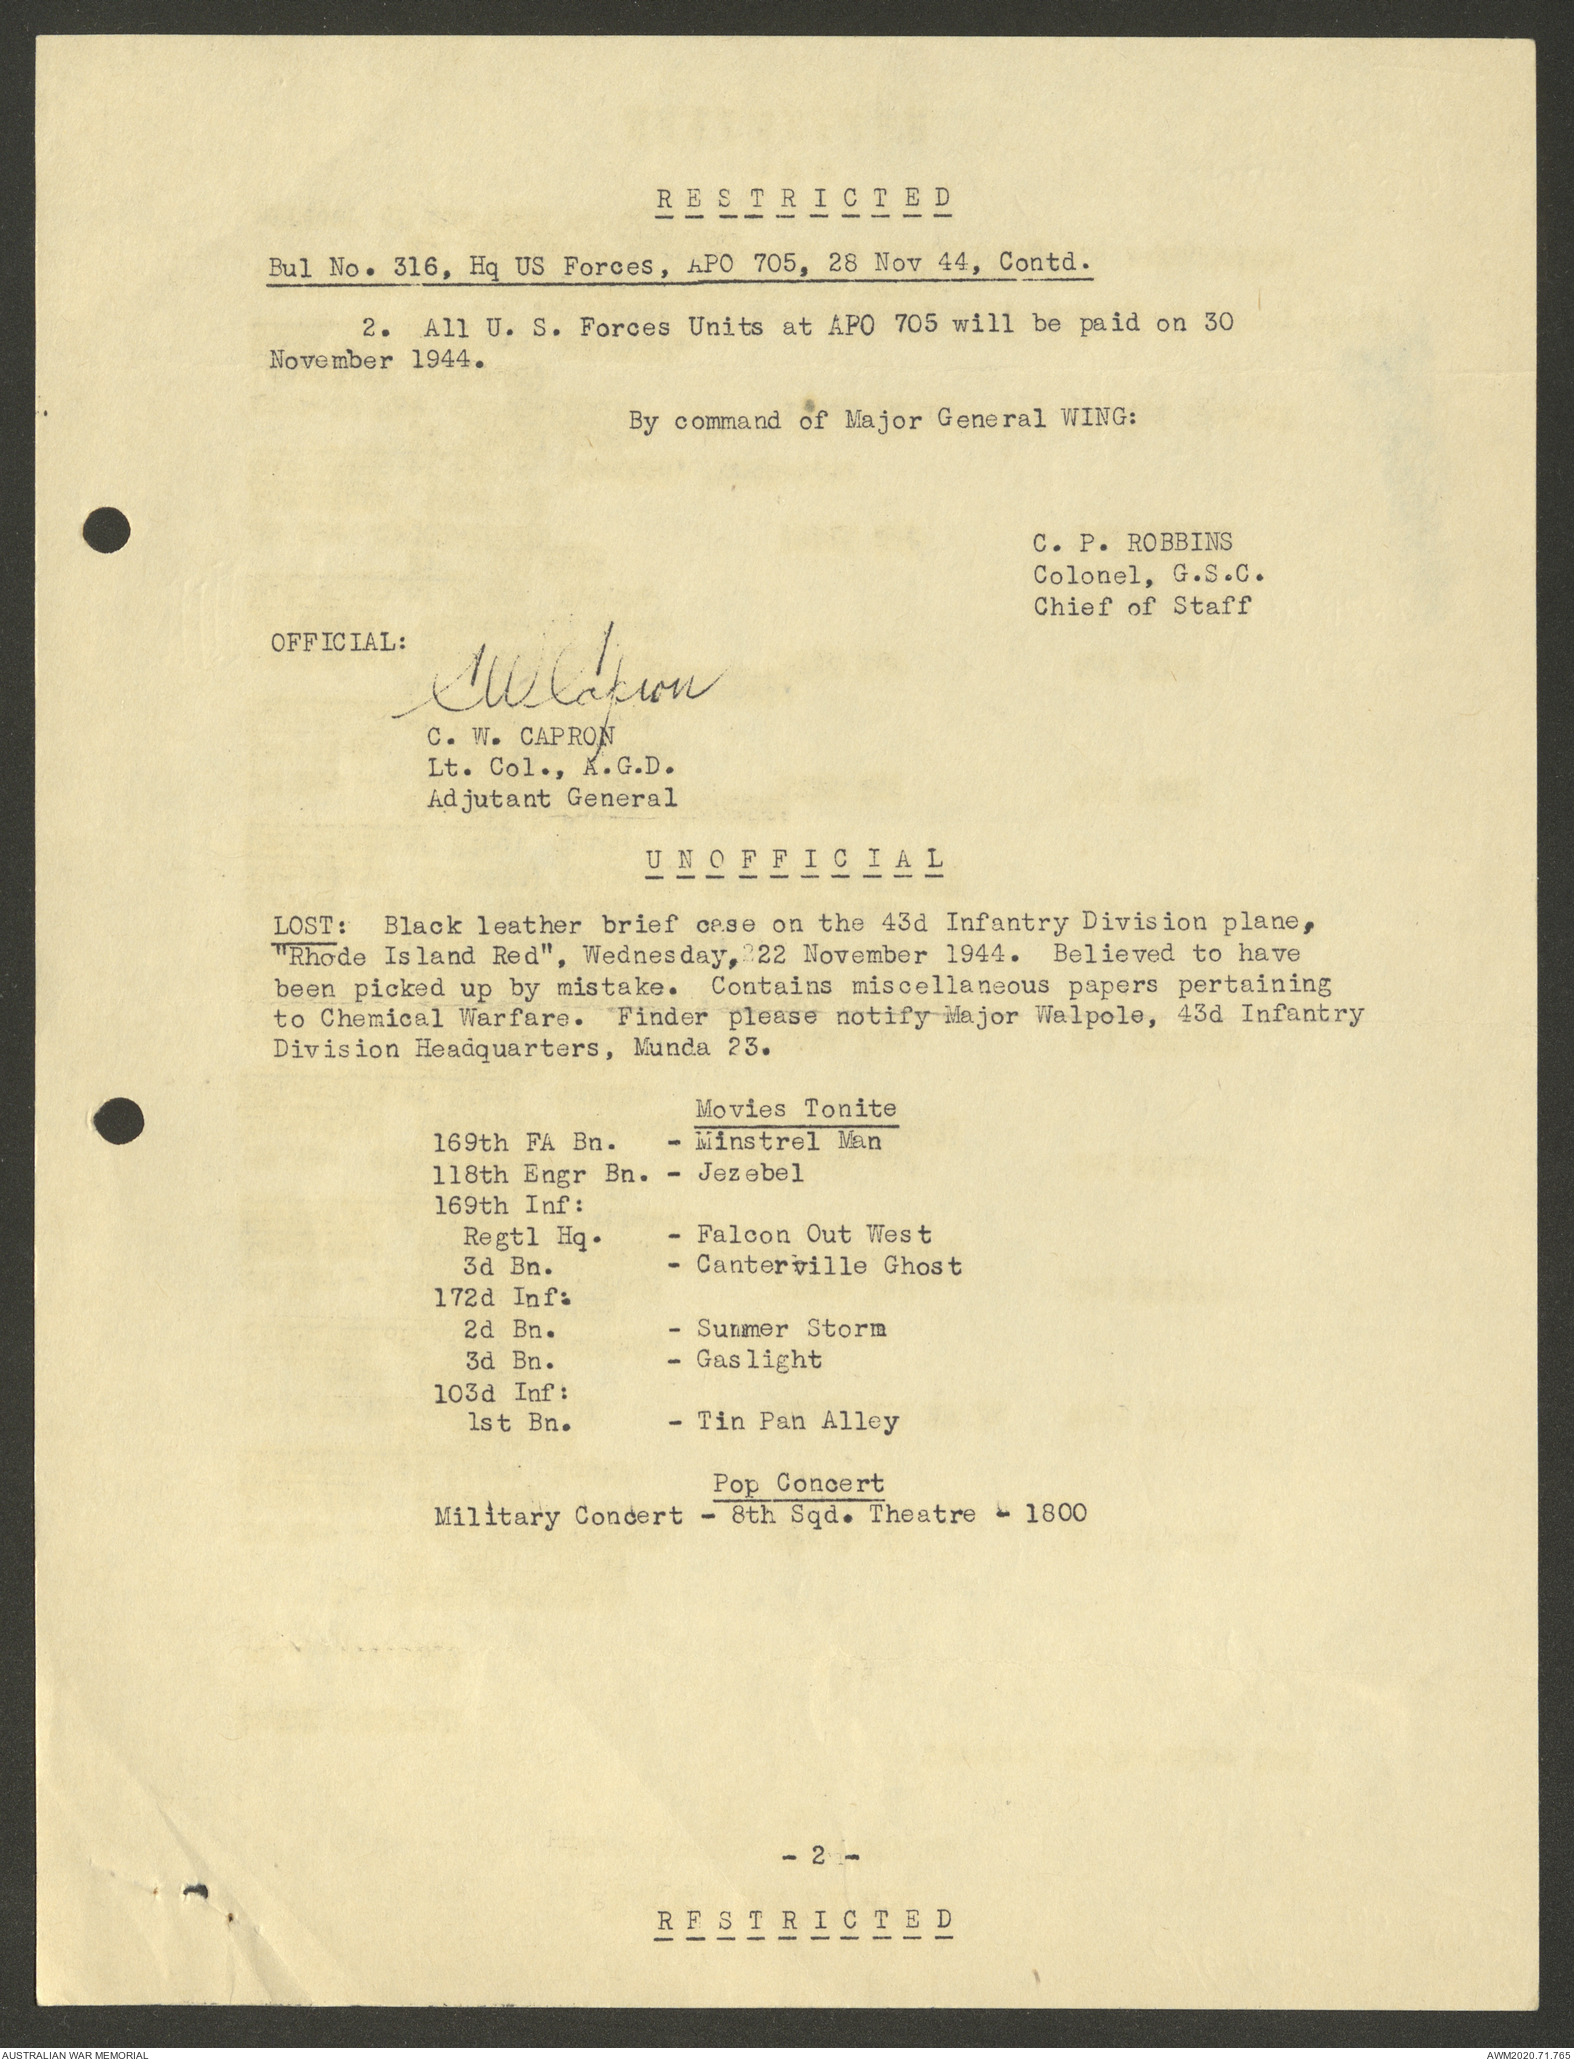 R E S T R I C T E D
Bul No. 316, Hq US Forces, APO 705, 28 Nov 44, Contd.
2. All U. S. Forces Units at APO 705 will be paid on 30
November 1944.
By command of Major General WING:
C. P. ROBBINS
Colonel, G.S.C.
Chief of Staff
OFFICIAL:
CWCapron
C. W. CAPRON
Lt. Col., A.G.D.
Adjutant General
U N O F F I C I A L
LOST: Black leather brief case on the 43d Infantry Division plane,
"Rhode Island Red", Wednesday, 22 November 1944. Believed to have
been picked up by mistake. Contains miscellaneous papers pertaining
to Chemical Warfare. Finder please notify Major Walpole, 43d Infantry
Division Headquarters, Munda 23.
Movies Tonite
169th FA Bn. - Minstrel Man
118th Engr Bn. - Jezebel
169th Inf:
Regtl Hq. - Falcon Out West
3d Bn. - Canterville Ghost
172d Inf:
2d Bn. - Summer Storm
3d Bn. - Gaslight
103d Inf:
1st Bn. - Tin Pan Alley
Pop Concert
Military Concert - 8th Sqd. Theatre - 1800
- 2 -
R E S T R I C T E D
AUSTRALIAN WAR MEMORIAL
AWM2020.71.765